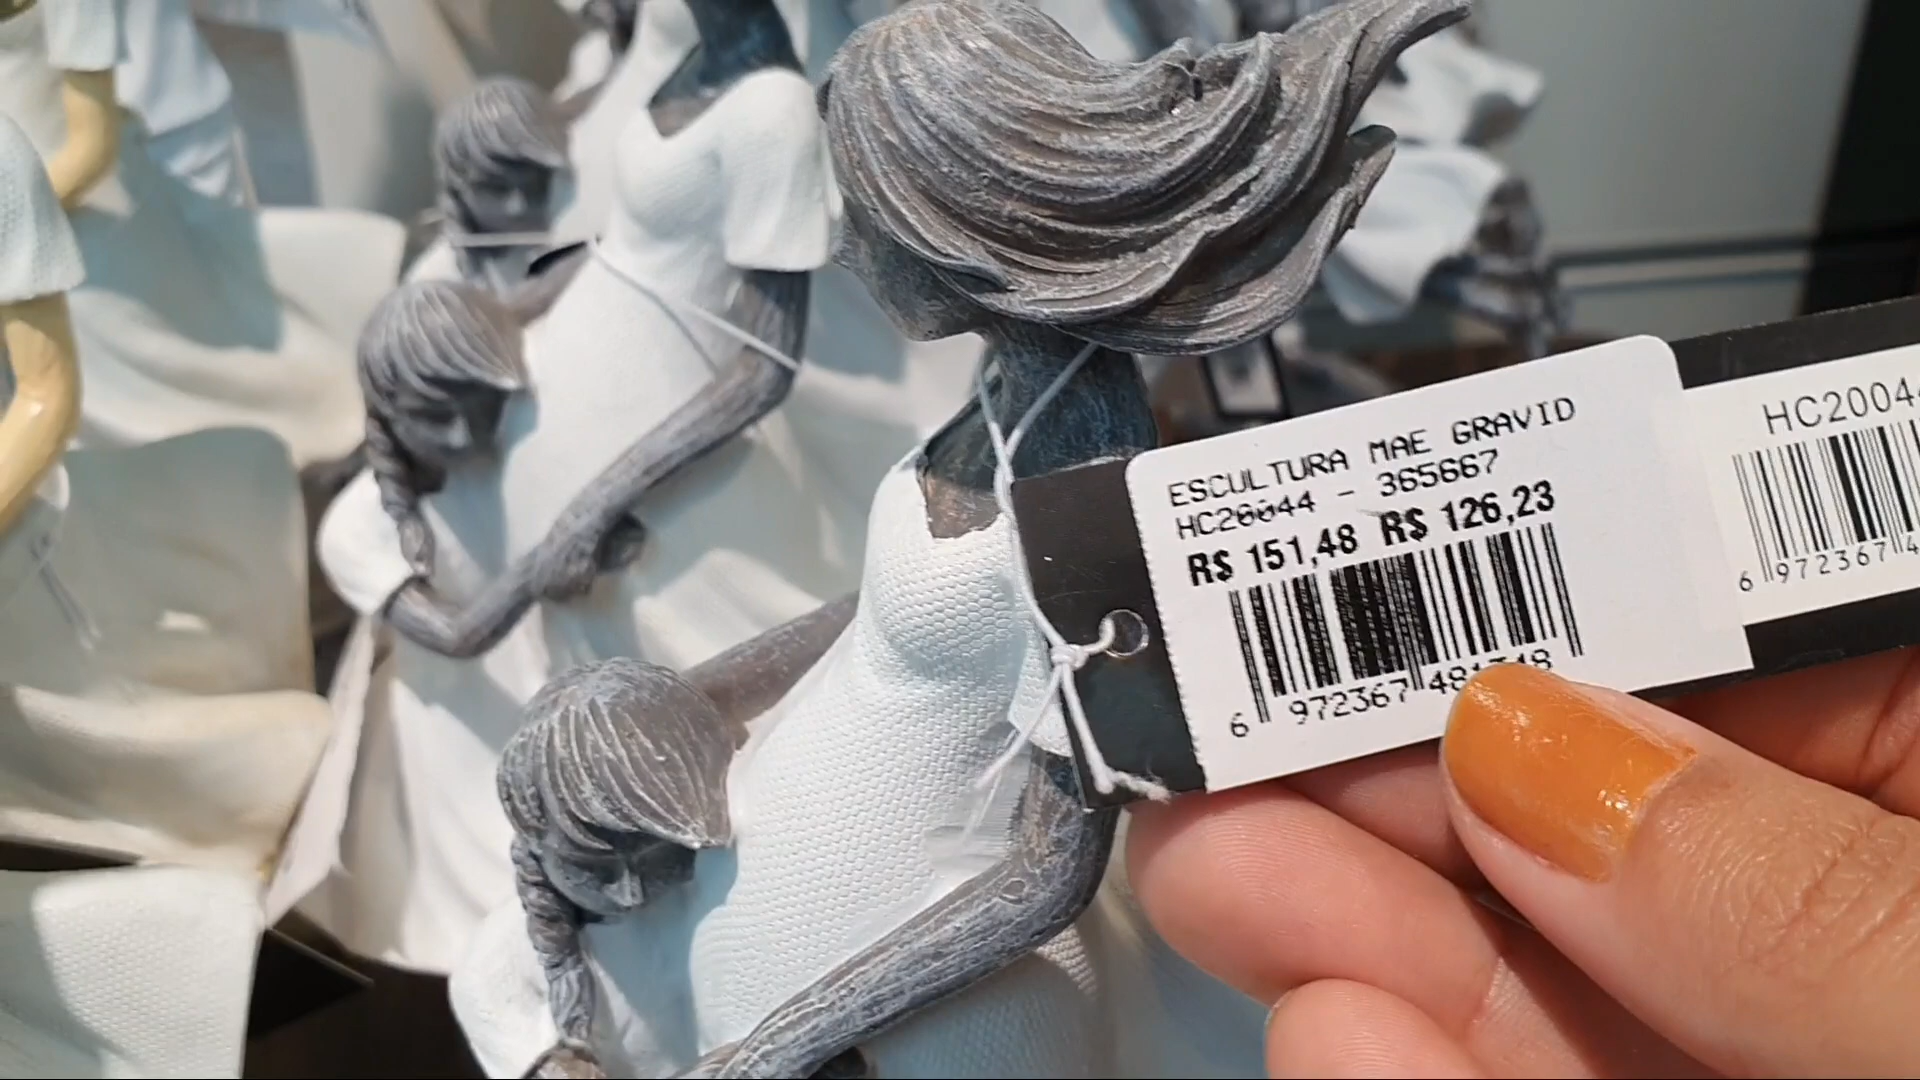 ESCULTURA MAE GRAVID
HC20044 - 365667
R$ 151,48 R$ 126,23
6 972367
HC2004
6 972367 4